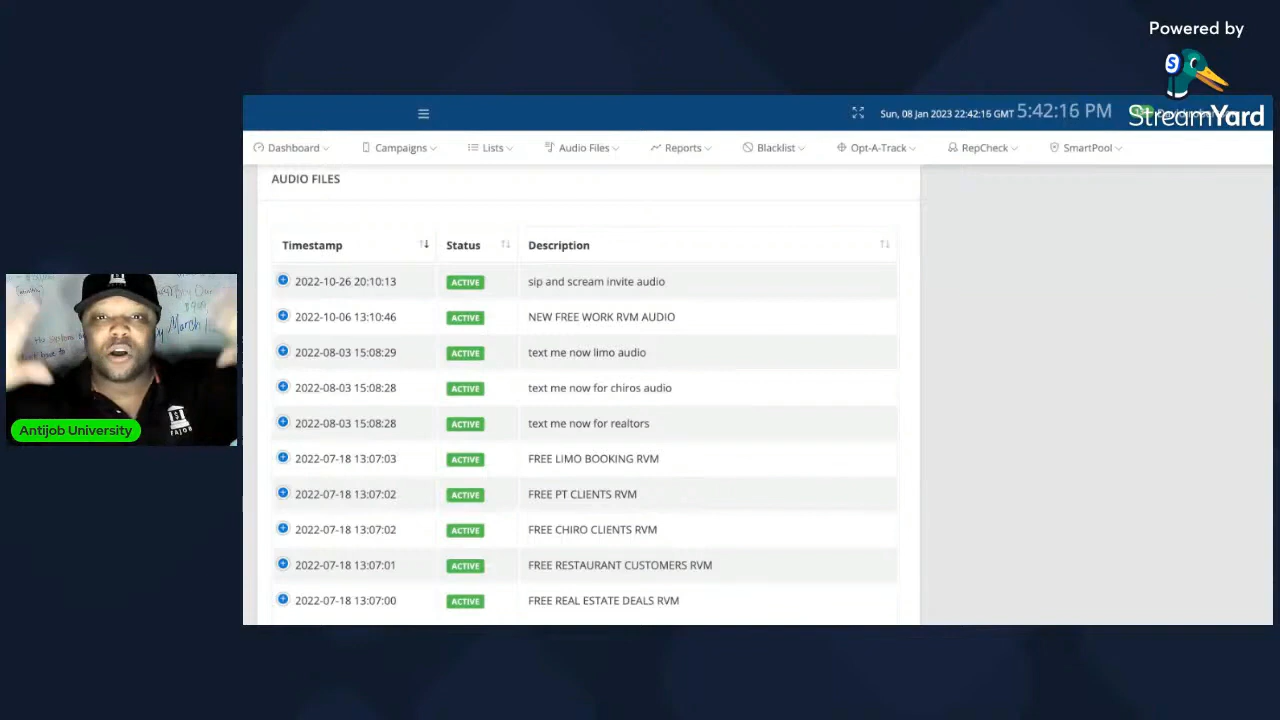 Powered by
StreamYard
Sun, 08 Jan 2023 22:42:15 GMT 5:42:16 PM
Dashboard
Campaigns
Lists
Audio Files
Reports
Blacklist
Opt-A-Track
RepCheck
SmartPool
AUDIO FILES
Timestamp Status Description
2022-10-26 20:10:13 ACTIVE sip and scream invite audio
2022-10-06 13:10:46 ACTIVE NEW FREE WORK RVM AUDIO
2022-08-03 15:08:29 ACTIVE text me now limo audio
2022-08-03 15:08:28 ACTIVE text me now for chiros audio
2022-08-03 15:08:28 ACTIVE text me now for realtors
2022-07-18 13:07:03 ACTIVE FREE LIMO BOOKING RVM
2022-07-18 13:07:02 ACTIVE FREE PT CLIENTS RVM
2022-07-18 13:07:02 ACTIVE FREE CHIRO CLIENTS RVM
2022-07-18 13:07:01 ACTIVE FREE RESTAURANT CUSTOMERS RVM
2022-07-18 13:07:00 ACTIVE FREE REAL ESTATE DEALS RVM
March 1
Antijob University